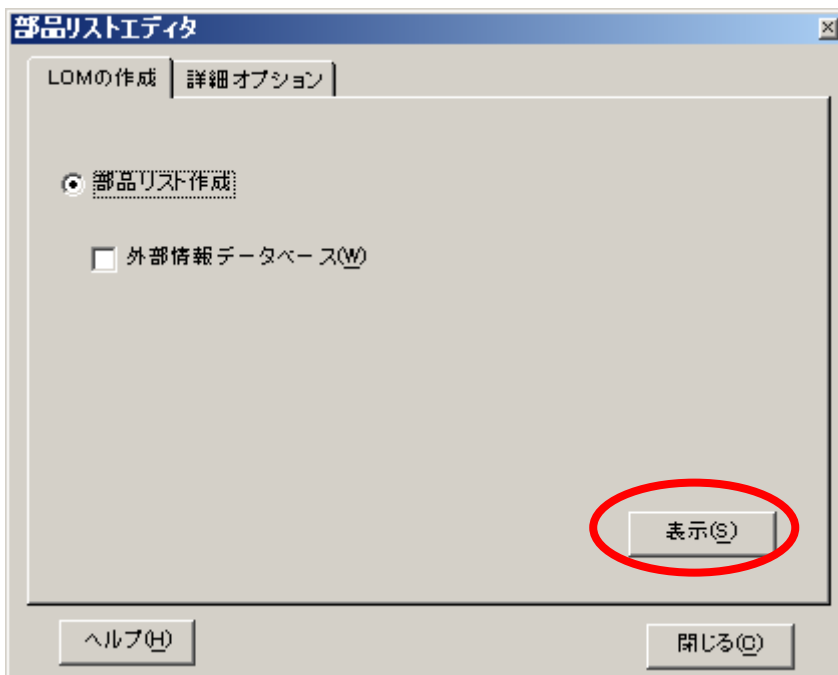 部品リストエディタ
LOMの作成 詳細オプション
部品リスト作成
外部情報データベース(W)
表示(S)
ヘルプ(H) 閉じる(C)